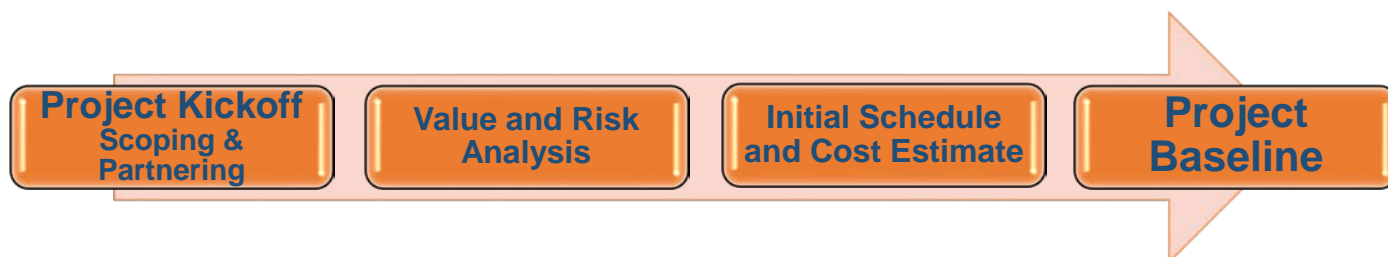 Project Kickoff
Scoping &
Partnering
Value and Risk
Analysis
Initial Schedule
and Cost Estimate
Project
Baseline